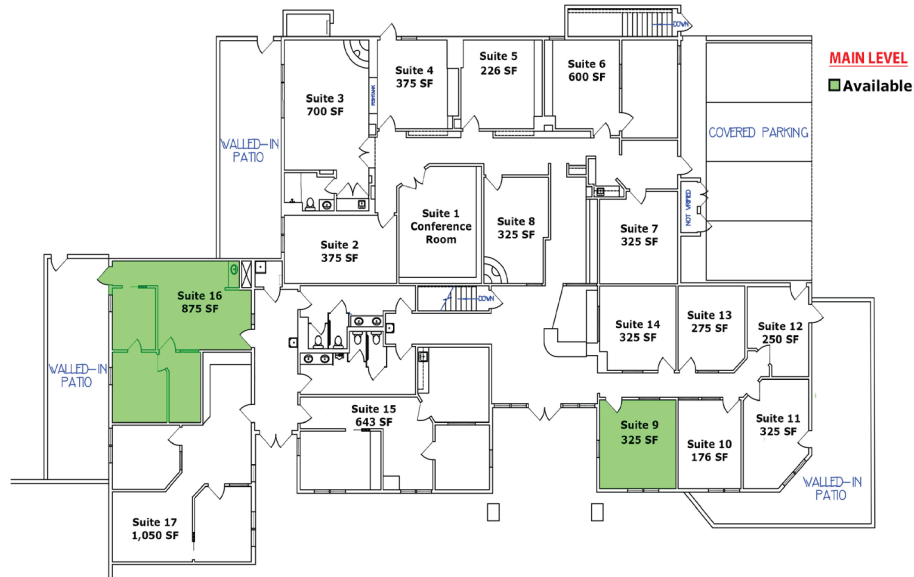 DOWN
MAIN LEVEL
Available
Suite 3
700 SF
FISHTANK
Suite 4
375 SF
Suite 5
226 SF
Suite 6
600 SF
COVERED PARKING
WALLED-IN
PATIO
Suite 1
Conference
Room
Suite 8
325 SF
Suite 7
325 SF
NOT VERIFIED
Suite 2
375 SF
Suite 16
875 SF
DOWN
Suite 14
325 SF
Suite 13
275 SF
Suite 12
250 SF
WALLED-IN
PATIO
Suite 15
643 SF
Suite 9
325 SF
Suite 10
176 SF
Suite 11
325 SF
WALLED-IN
PATIO
Suite 17
1,050 SF